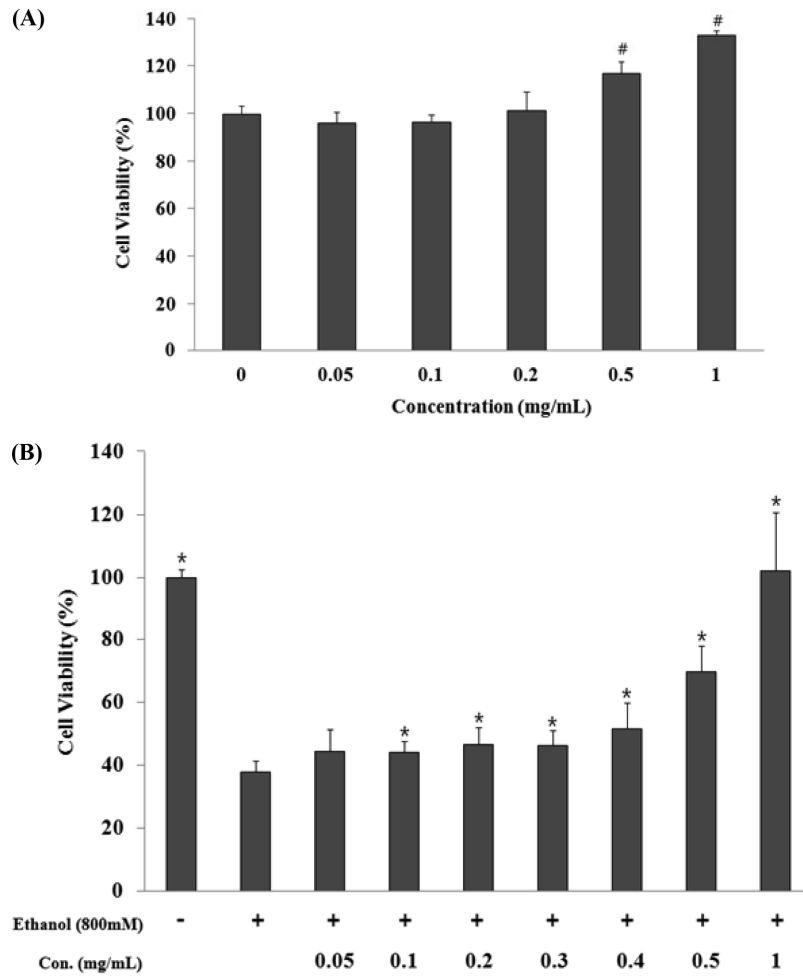 (A)
140
120
100
80
60
40
20
0
Cell Viability (%)
# #
0 0.05 0.1 0.2 0.5 1
Concentration (mg/mL)
(B)
140
120
100
80
60
40
20
0
Cell Viability (%)
* * * * * * *
Ethanol (800mM) - + + + + + + + +
Con. (mg/mL) 0.05 0.1 0.2 0.3 0.4 0.5 1